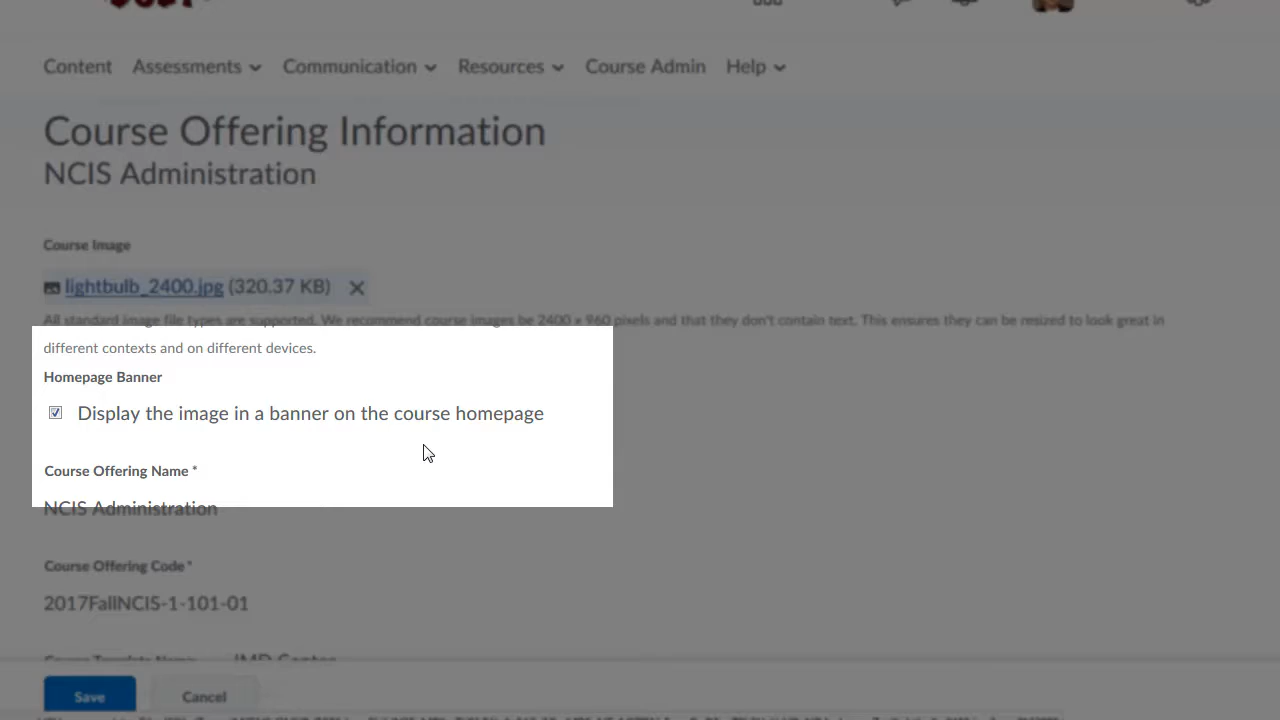 Content Assessments Communication Resources Course Admin Help
Course Offering Information
NCIS Administration
Course Image
lightbulb_2400.jpg (320.37 KB)
All standard image file types are supported. We recommend course images be 2400 x 960 pixels and that they don't contain text. This ensures they can be resized to look great in
different contexts and on different devices.
Homepage Banner
Display the image in a banner on the course homepage
Course Offering Name *
NCIS Administration
Course Offering Code *
2017FallNCIS-1-101-01
Course Template Name
Save Cancel